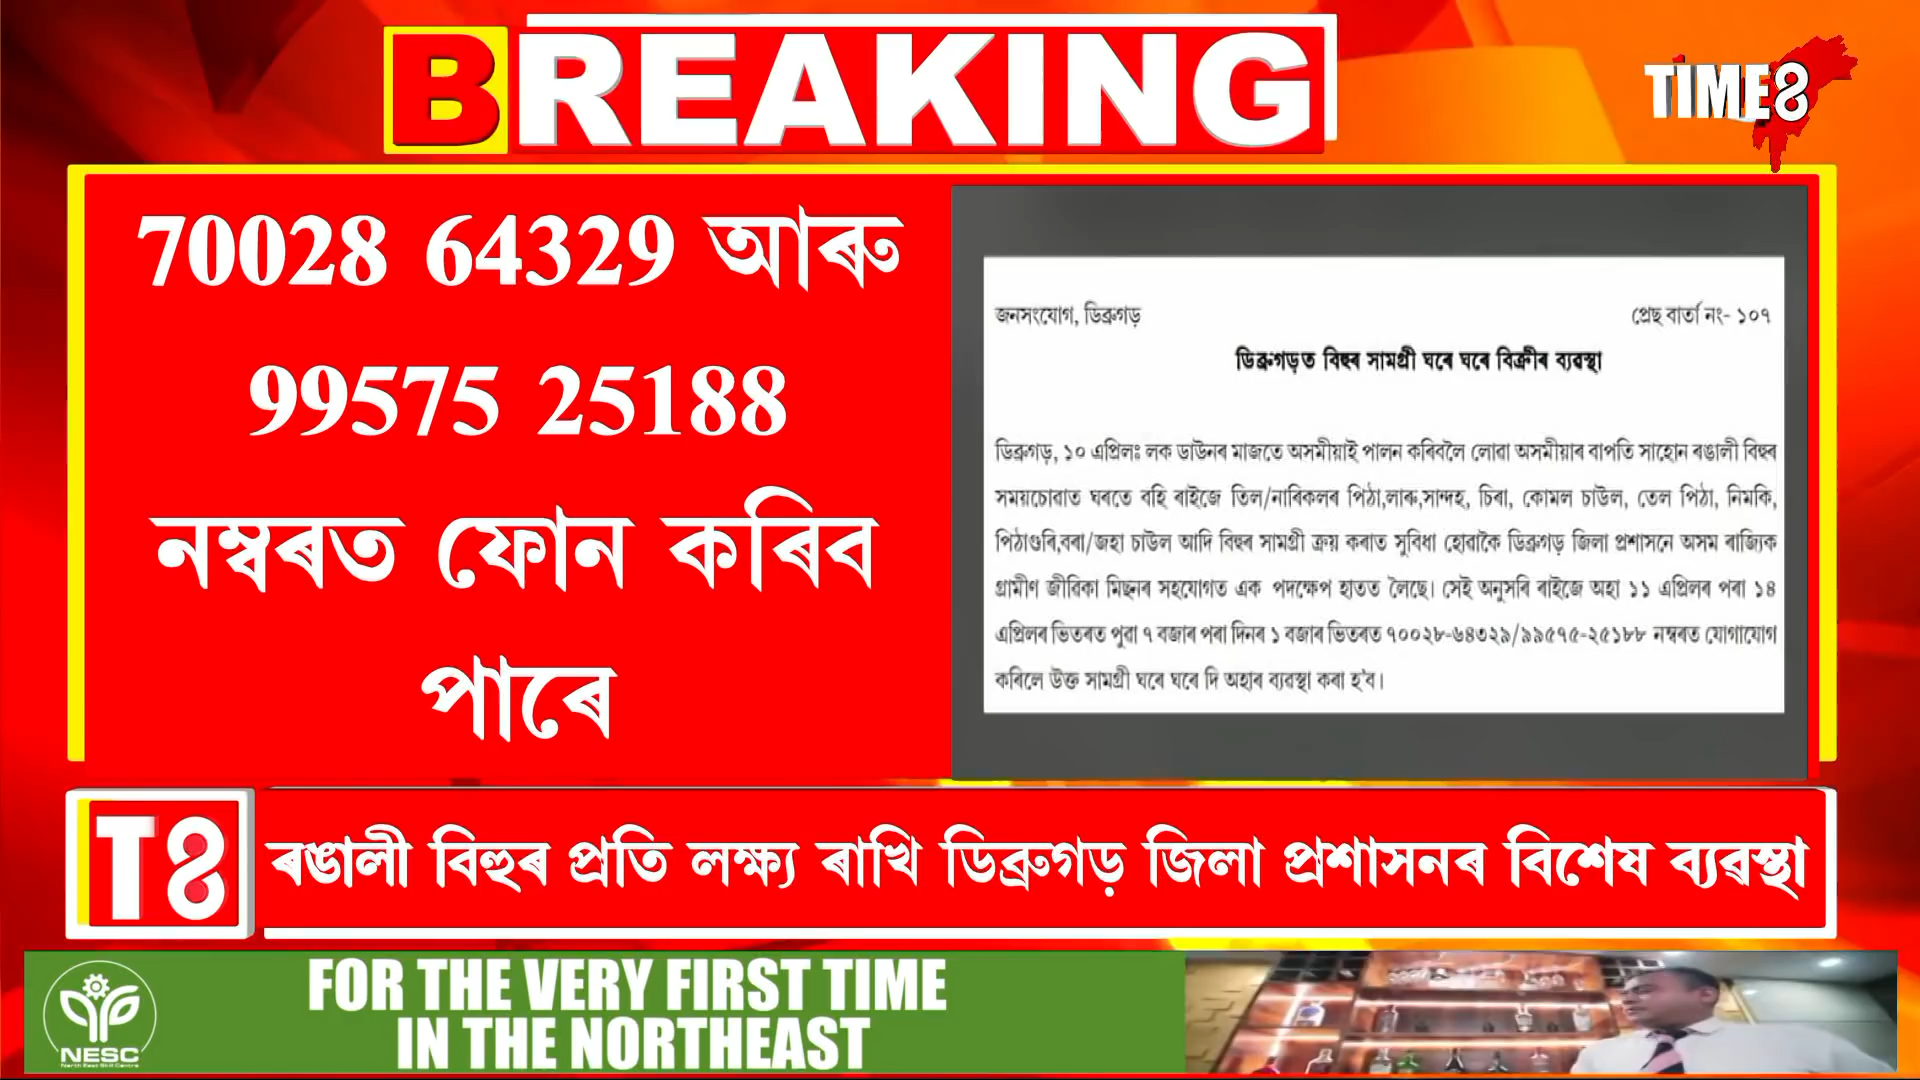 BREAKING
TIME8
70028 64329 আৰু
99575 25188
নম্বৰত ফোন কৰিব
পাৰে
জনসংযোগ, ডিব্ৰুগড়
প্ৰেছ বাৰ্তা নং- ১০৭
ডিব্ৰুগড়ত বিহুৰ সামগ্ৰী ঘৰে ঘৰে বিক্ৰীৰ ব্যৱস্থা
ডিব্ৰুগড়, ১০ এপ্ৰিলঃ লক ডাউনৰ মাজতে অসমীয়াই পালন কৰিবলৈ লোৱা অসমীয়াৰ বাপতি সাহোন ৰঙালী বিহুৰ
সময়চোৱাত ঘৰতে বহি ৰাইজে তিল/নাৰিকলৰ পিঠা,লাৰু,সান্দহ, চিৰা, কোমল চাউল, তেল পিঠা, নিমকি,
পিঠাগুৰি,বৰা/জহা চাউল আদি বিহুৰ সামগ্ৰী ক্ৰয় কৰাত সুবিধা হোৱাকৈ ডিব্ৰুগড় জিলা প্ৰশাসনে অসম ৰাজ্যিক
গ্ৰামীণ জীৱিকা মিছনৰ সহযোগত এক পদক্ষেপ হাতত লৈছে। সেই অনুসৰি ৰাইজে অহা ১১ এপ্ৰিলৰ পৰা ১৪
এপ্ৰিলৰ ভিতৰত পুৱা ৭ বজাৰ পৰা দিনৰ ১ বজাৰ ভিতৰত ৭০০২৮-৬৪৩২৯/৯৯৫৭৫-২৫১৮৮ নম্বৰত যোগাযোগ
কৰিলে উক্ত সামগ্ৰী ঘৰে ঘৰে দি অহাৰ ব্যৱস্থা কৰা হ'ব।
T8
ৰঙালী বিহুৰ প্ৰতি লক্ষ্য ৰাখি ডিব্ৰুগড় জিলা প্ৰশাসনৰ বিশেষ ব্যৱস্থা
FOR THE VERY FIRST TIME
IN THE NORTHEAST
NESC
North East Skill Centre